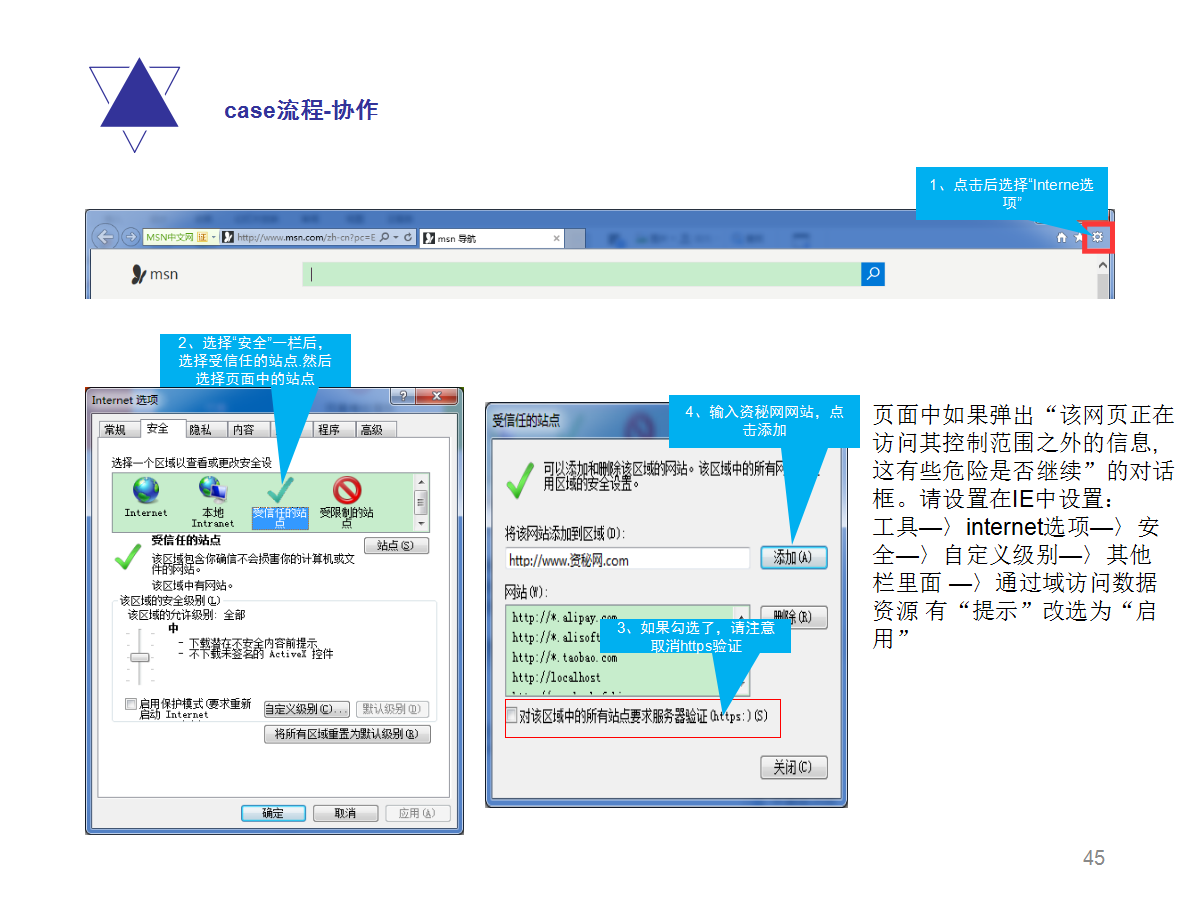 case流程-协作
1、点击后选择“Interne选
项”
MSN中文网
证
http://www.msn.com/zh-cn?pc=E
msn 导航
msn
2、选择“安全”一栏后，
选择受信任的站点.然后
选择页面中的站点
Internet 选项
常规
安全
隐私
内容
程序
高级
选择一个区域以查看或更改安全设
Internet
本地
Intranet
受信任的站
点
受限制的站
点
受信任的站点
站点(S)
该区域包含你确信不会损害你的计算机或文
件的网站。
该区域中有网站。
该区域的安全级别(L)
该区域的允许级别: 全部
中
- 下载潜在不安全内容前提示
- 不下载未签名的 ActiveX 控件
启用保护模式(要求重新
启动 Internet
自定义级别(C)...
默认级别(D)
将所有区域重置为默认级别(R)
确定
取消
应用(A)
受信任的站点
4、输入资秘网网站，点
击添加
可以添加和删除该区域的网站。该区域中的所有网
用区域的安全设置。
将该网站添加到区域(D):
http://www.资秘网.com
添加(A)
网站(W):
http://*.alipay.com
http://*.alisoft
http://*.taobao.com
http://localhost
删除(R)
3、如果勾选了，请注意
取消https验证
对该区域中的所有站点要求服务器验证(https:)(S)
关闭(C)
页面中如果弹出“该网页正在
访问其控制范围之外的信息,
这有些危险是否继续”的对话
框。请设置在IE中设置：
工具—〉internet选项—〉安
全—〉自定义级别—〉其他
栏里面 —〉通过域访问数据
资源 有“提示”改选为“启
用”
45